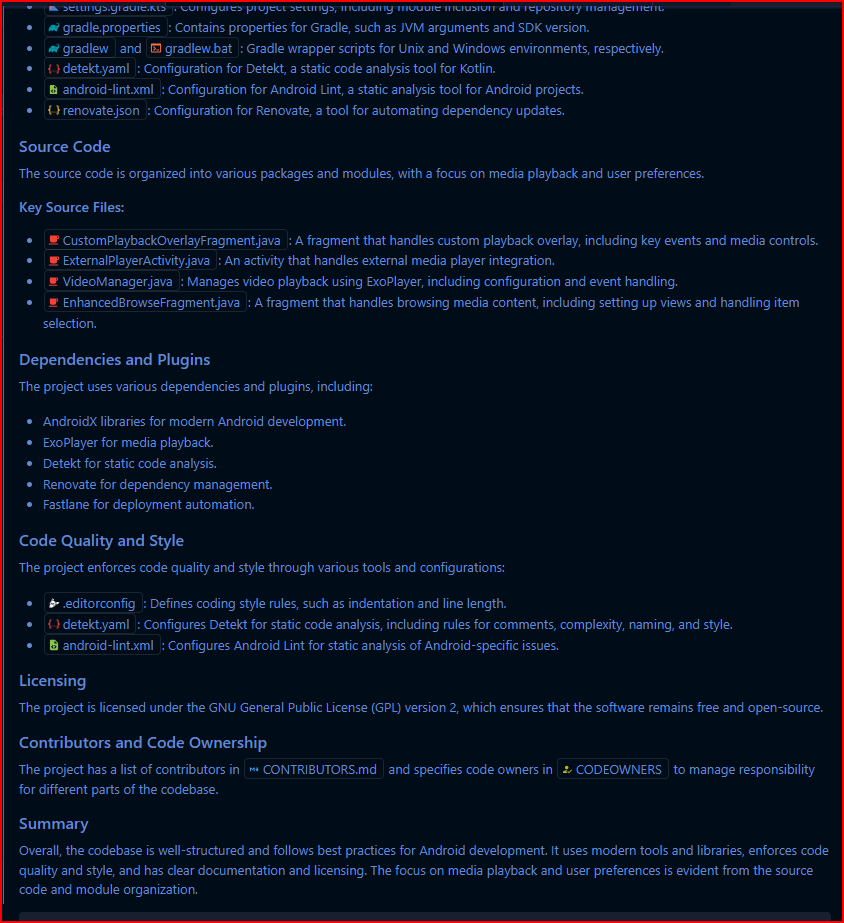 settings.gradle.kts : Configures project settings, including module inclusion and repository management.
gradle.properties : Contains properties for Gradle, such as JVM arguments and SDK version.
gradlew and gradlew.bat : Gradle wrapper scripts for Unix and Windows environments, respectively.
detekt.yaml : Configuration for Detekt, a static code analysis tool for Kotlin.
android-lint.xml : Configuration for Android Lint, a static analysis tool for Android projects.
renovate.json : Configuration for Renovate, a tool for automating dependency updates.
Source Code
The source code is organized into various packages and modules, with a focus on media playback and user preferences.
Key Source Files:
CustomPlaybackOverlayFragment.java : A fragment that handles custom playback overlay, including key events and media controls.
ExternalPlayerActivity.java : An activity that handles external media player integration.
VideoManager.java : Manages video playback using ExoPlayer, including configuration and event handling.
EnhancedBrowseFragment.java : A fragment that handles browsing media content, including setting up views and handling item
selection.
Dependencies and Plugins
The project uses various dependencies and plugins, including:
AndroidX libraries for modern Android development.
ExoPlayer for media playback.
Detekt for static code analysis.
Renovate for dependency management.
Fastlane for deployment automation.
Code Quality and Style
The project enforces code quality and style through various tools and configurations:
.editorconfig : Defines coding style rules, such as indentation and line length.
detekt.yaml : Configures Detekt for static code analysis, including rules for comments, complexity, naming, and style.
android-lint.xml : Configures Android Lint for static analysis of Android-specific issues.
Licensing
The project is licensed under the GNU General Public License (GPL) version 2, which ensures that the software remains free and open-source.
Contributors and Code Ownership
The project has a list of contributors in CONTRIBUTORS.md and specifies code owners in CODEOWNERS to manage responsibility
for different parts of the codebase.
Summary
Overall, the codebase is well-structured and follows best practices for Android development. It uses modern tools and libraries, enforces code
quality and style, and has clear documentation and licensing. The focus on media playback and user preferences is evident from the source
code and module organization.